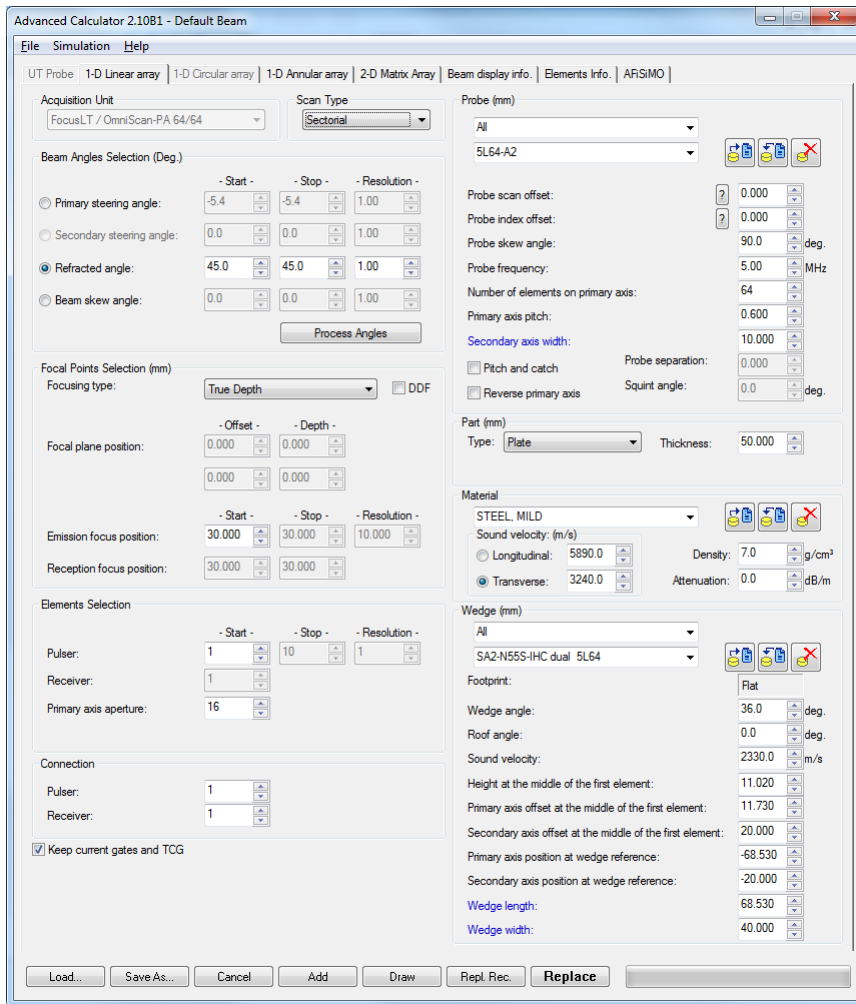 Advanced Calculator 2.10B1 - Default Beam
File Simulation Help
UT Probe 1-D Linear array 1-D Circular array 1-D Annular array 2-D Matrix Array Beam display info. Elements Info. AFiSiMO
Acquisition Unit
FocusLT / OmniScan-PA 64/64
Scan Type
Sectorial
Beam Angles Selection (Deg.)
- Start - - Stop - - Resolution -
Primary steering angle: -5.4 -5.4 1.00
Secondary steering angle: 0.0 0.0 1.00
Refracted angle: 45.0 45.0 1.00
Beam skew angle: 0.0 0.0 1.00
Process Angles
Focal Points Selection (mm)
Focusing type: True Depth DDF
- Offset - - Depth -
Focal plane position: 0.000 0.000
0.000 0.000
- Start - - Stop - - Resolution -
Emission focus position: 30.000 30.000 10.000
Reception focus position: 30.000 30.000
Elements Selection
- Start - - Stop - - Resolution -
Pulser: 1 10 1
Receiver: 1
Primary axis aperture: 16
Connection
Pulser: 1
Receiver: 1
Keep current gates and TCG
Probe (mm)
All
5L64-A2
Probe scan offset: ? 0.000
Probe index offset: ? 0.000
Probe skew angle: 90.0 deg.
Probe frequency: 5.00 MHz
Number of elements on primary axis: 64
Primary axis pitch: 0.600
Secondary axis width: 10.000
Pitch and catch Probe separation: 0.000
Reverse primary axis Squint angle: 0.0 deg.
Part (mm)
Type: Plate Thickness: 50.000
Material
STEEL, MILD
Sound velocity: (m/s)
Longitudinal: 5890.0 Density: 7.0 g/cm³
Transverse: 3240.0 Attenuation: 0.0 dB/m
Wedge (mm)
All
SA2-N55S-IHC dual 5L64
Footprint: Flat
Wedge angle: 36.0 deg.
Roof angle: 0.0 deg.
Sound velocity: 2330.0 m/s
Height at the middle of the first element: 11.020
Primary axis offset at the middle of the first element: 11.730
Secondary axis offset at the middle of the first element: 20.000
Primary axis position at wedge reference: -68.530
Secondary axis position at wedge reference: -20.000
Wedge length: 68.530
Wedge width: 40.000
Load... Save As... Cancel Add Draw Repl. Rec. Replace